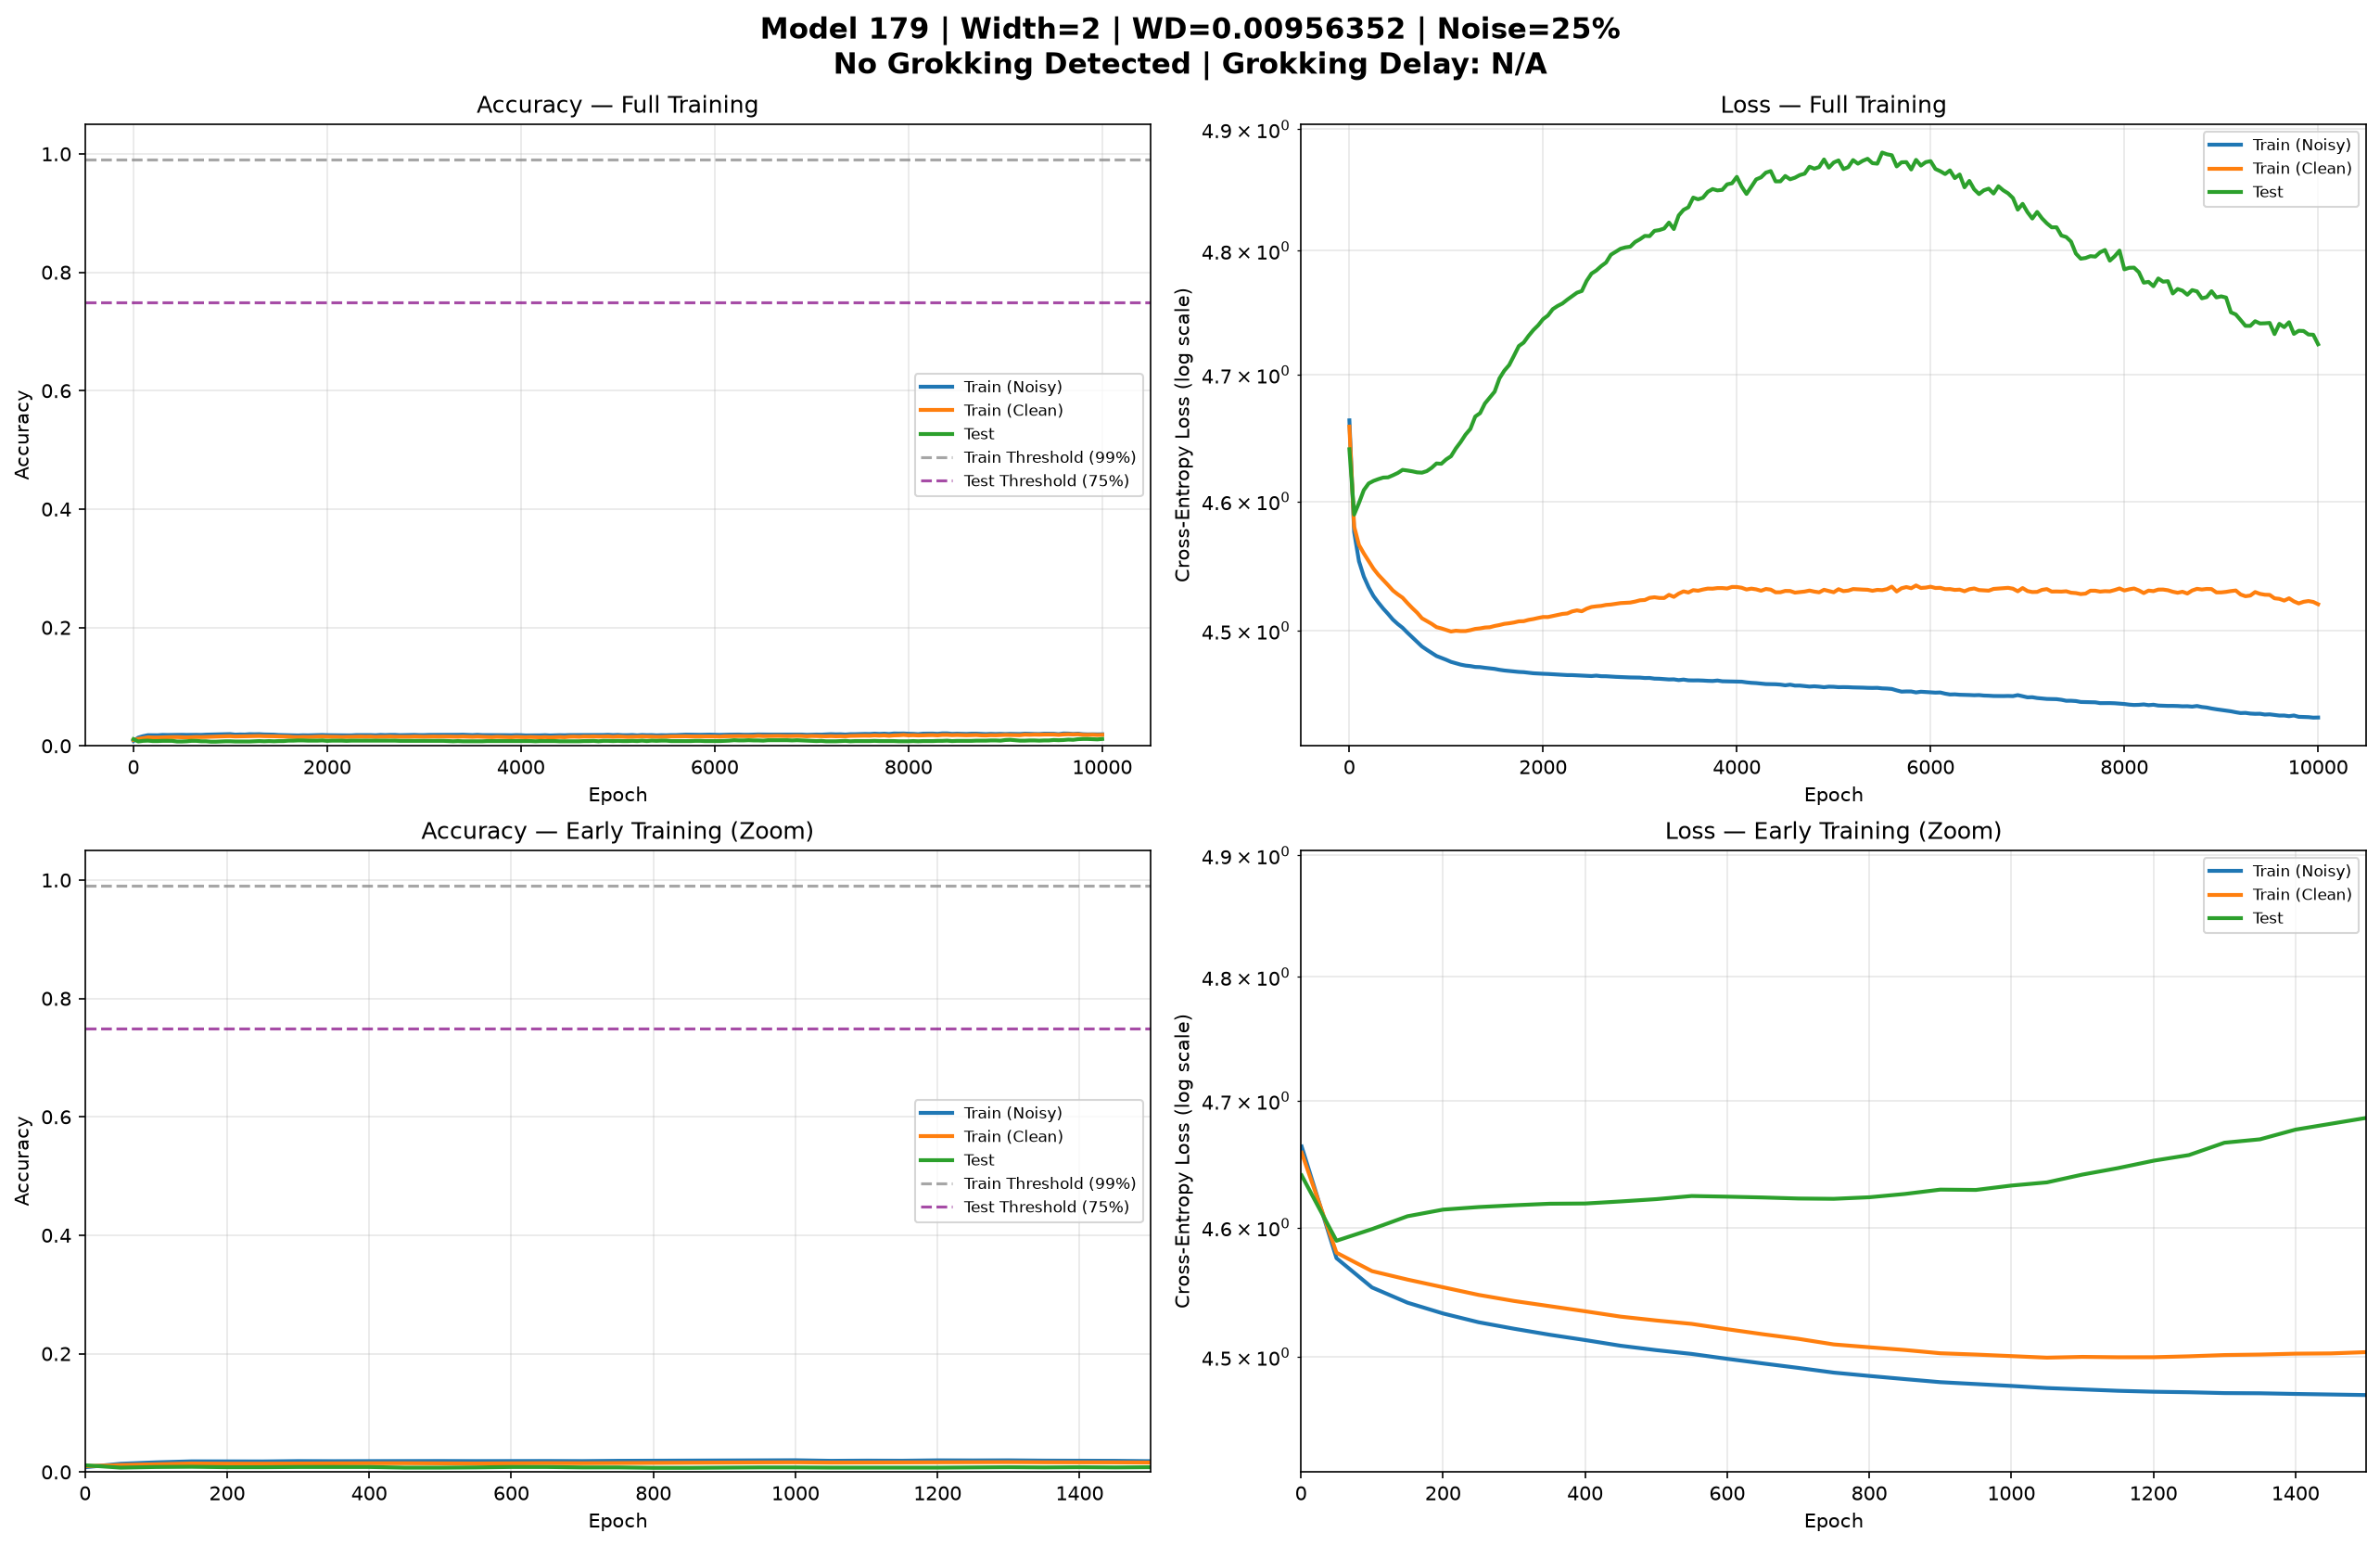 Model 179 | Width=2 | WD=0.00956352 | Noise=25%
No Grokking Detected | Grokking Delay: N/A
Accuracy — Full Training
1.0
0.8
0.6
0.4
0.2
0.0
Accuracy
0 2000 4000 6000 8000 10000
Epoch
Train (Noisy)
Train (Clean)
Test
Train Threshold (99%)
Test Threshold (75%)
Loss — Full Training
4.9 × 10⁰
4.8 × 10⁰
4.7 × 10⁰
4.6 × 10⁰
4.5 × 10⁰
Cross-Entropy Loss (log scale)
0 2000 4000 6000 8000 10000
Epoch
Train (Noisy)
Train (Clean)
Test
Accuracy — Early Training (Zoom)
1.0
0.8
0.6
0.4
0.2
0.0
Accuracy
0 200 400 600 800 1000 1200 1400
Epoch
Train (Noisy)
Train (Clean)
Test
Train Threshold (99%)
Test Threshold (75%)
Loss — Early Training (Zoom)
4.9 × 10⁰
4.8 × 10⁰
4.7 × 10⁰
4.6 × 10⁰
4.5 × 10⁰
Cross-Entropy Loss (log scale)
0 200 400 600 800 1000 1200 1400
Epoch
Train (Noisy)
Train (Clean)
Test